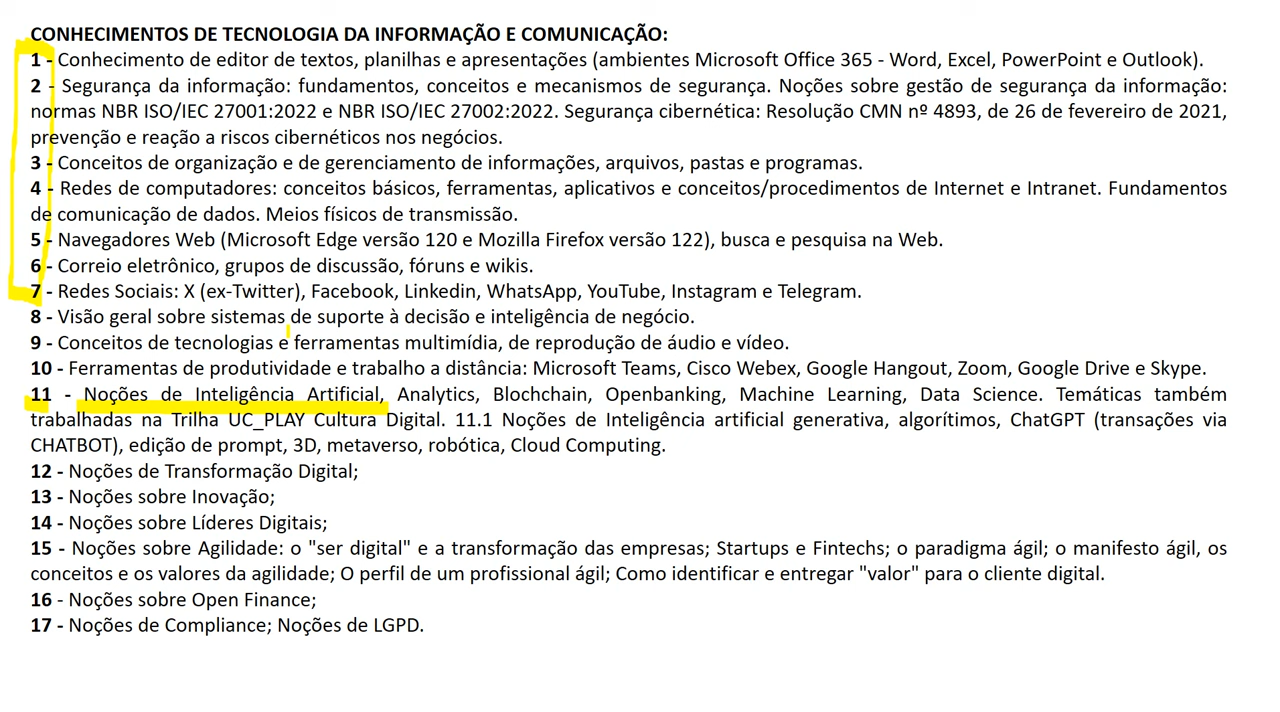 CONHECIMENTOS DE TECNOLOGIA DA INFORMAÇÃO E COMUNICAÇÃO:
1 - Conhecimento de editor de textos, planilhas e apresentações (ambientes Microsoft Office 365 - Word, Excel, PowerPoint e Outlook).
2 - Segurança da informação: fundamentos, conceitos e mecanismos de segurança. Noções sobre gestão de segurança da informação:
normas NBR ISO/IEC 27001:2022 e NBR ISO/IEC 27002:2022. Segurança cibernética: Resolução CMN nº 4893, de 26 de fevereiro de 2021,
prevenção e reação a riscos cibernéticos nos negócios.
3 - Conceitos de organização e de gerenciamento de informações, arquivos, pastas e programas.
4 - Redes de computadores: conceitos básicos, ferramentas, aplicativos e conceitos/procedimentos de Internet e Intranet. Fundamentos
de comunicação de dados. Meios físicos de transmissão.
5 - Navegadores Web (Microsoft Edge versão 120 e Mozilla Firefox versão 122), busca e pesquisa na Web.
6 - Correio eletrônico, grupos de discussão, fóruns e wikis.
7 - Redes Sociais: X (ex-Twitter), Facebook, Linkedin, WhatsApp, YouTube, Instagram e Telegram.
8 - Visão geral sobre sistemas de suporte à decisão e inteligência de negócio.
9 - Conceitos de tecnologias e ferramentas multimídia, de reprodução de áudio e vídeo.
10 - Ferramentas de produtividade e trabalho a distância: Microsoft Teams, Cisco Webex, Google Hangout, Zoom, Google Drive e Skype.
11 - Noções de Inteligência Artificial, Analytics, Blochchain, Openbanking, Machine Learning, Data Science. Temáticas também
trabalhadas na Trilha UC_PLAY Cultura Digital. 11.1 Noções de Inteligência artificial generativa, algorítimos, ChatGPT (transações via
CHATBOT), edição de prompt, 3D, metaverso, robótica, Cloud Computing.
12 - Noções de Transformação Digital;
13 - Noções sobre Inovação;
14 - Noções sobre Líderes Digitais;
15 - Noções sobre Agilidade: o "ser digital" e a transformação das empresas; Startups e Fintechs; o paradigma ágil; o manifesto ágil, os
conceitos e os valores da agilidade; O perfil de um profissional ágil; Como identificar e entregar "valor" para o cliente digital.
16 - Noções sobre Open Finance;
17 - Noções de Compliance; Noções de LGPD.